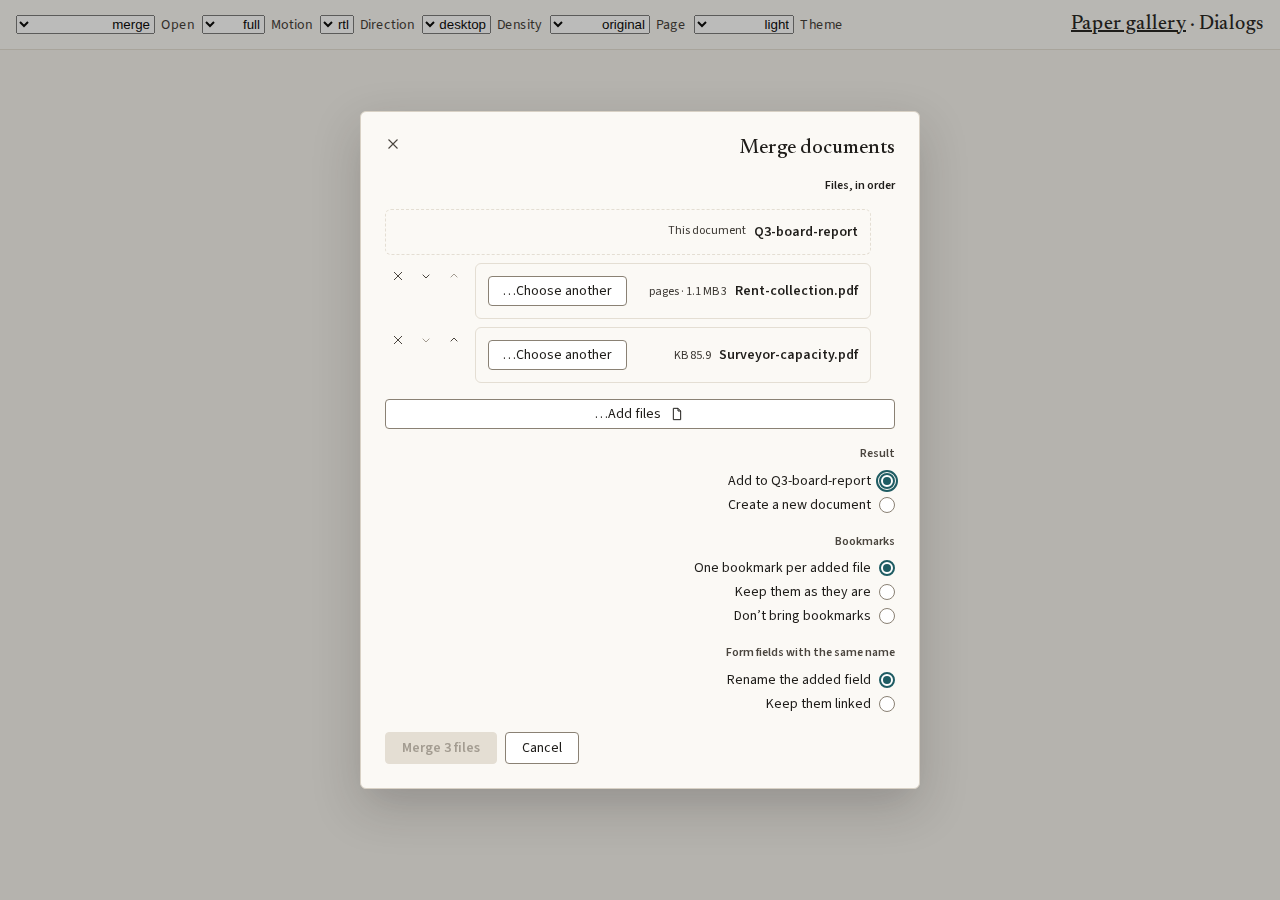 Paper gallery · Dialogs
Theme light Page original Density desktop Direction rtl Motion full Open merge
Merge documents
Files, in order
Q3-board-report This document
Rent-collection.pdf 3 pages · 1.1 MB Choose another…
Surveyor-capacity.pdf 85.9 KB Choose another…
Add files…
Result
Add to Q3-board-report
Create a new document
Bookmarks
One bookmark per added file
Keep them as they are
Don’t bring bookmarks
Form fields with the same name
Rename the added field
Keep them linked
Cancel
Merge 3 files